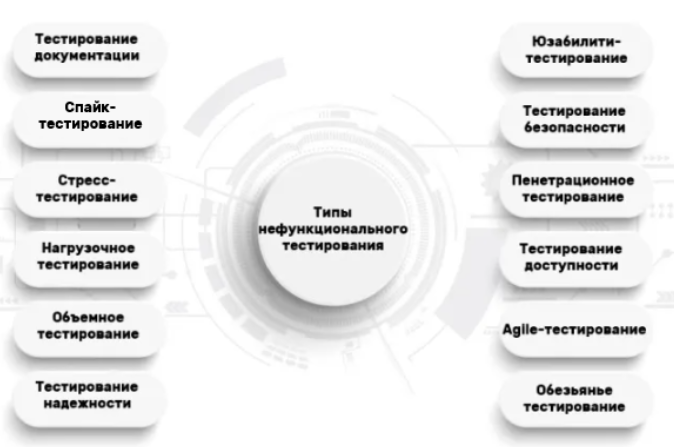 Тестирование
документации
Спайк-
тестирование
Стресс-
тестирование
Нагрузочное
тестирование
Объемное
тестирование
Тестирование
надежности
Типы
нефункционального
тестирования
Юзабилити-
тестирование
Тестирование
безопасности
Пенетрационное
тестирование
Тестирование
доступности
Agile-тестирование
Обезьянье
тестирование